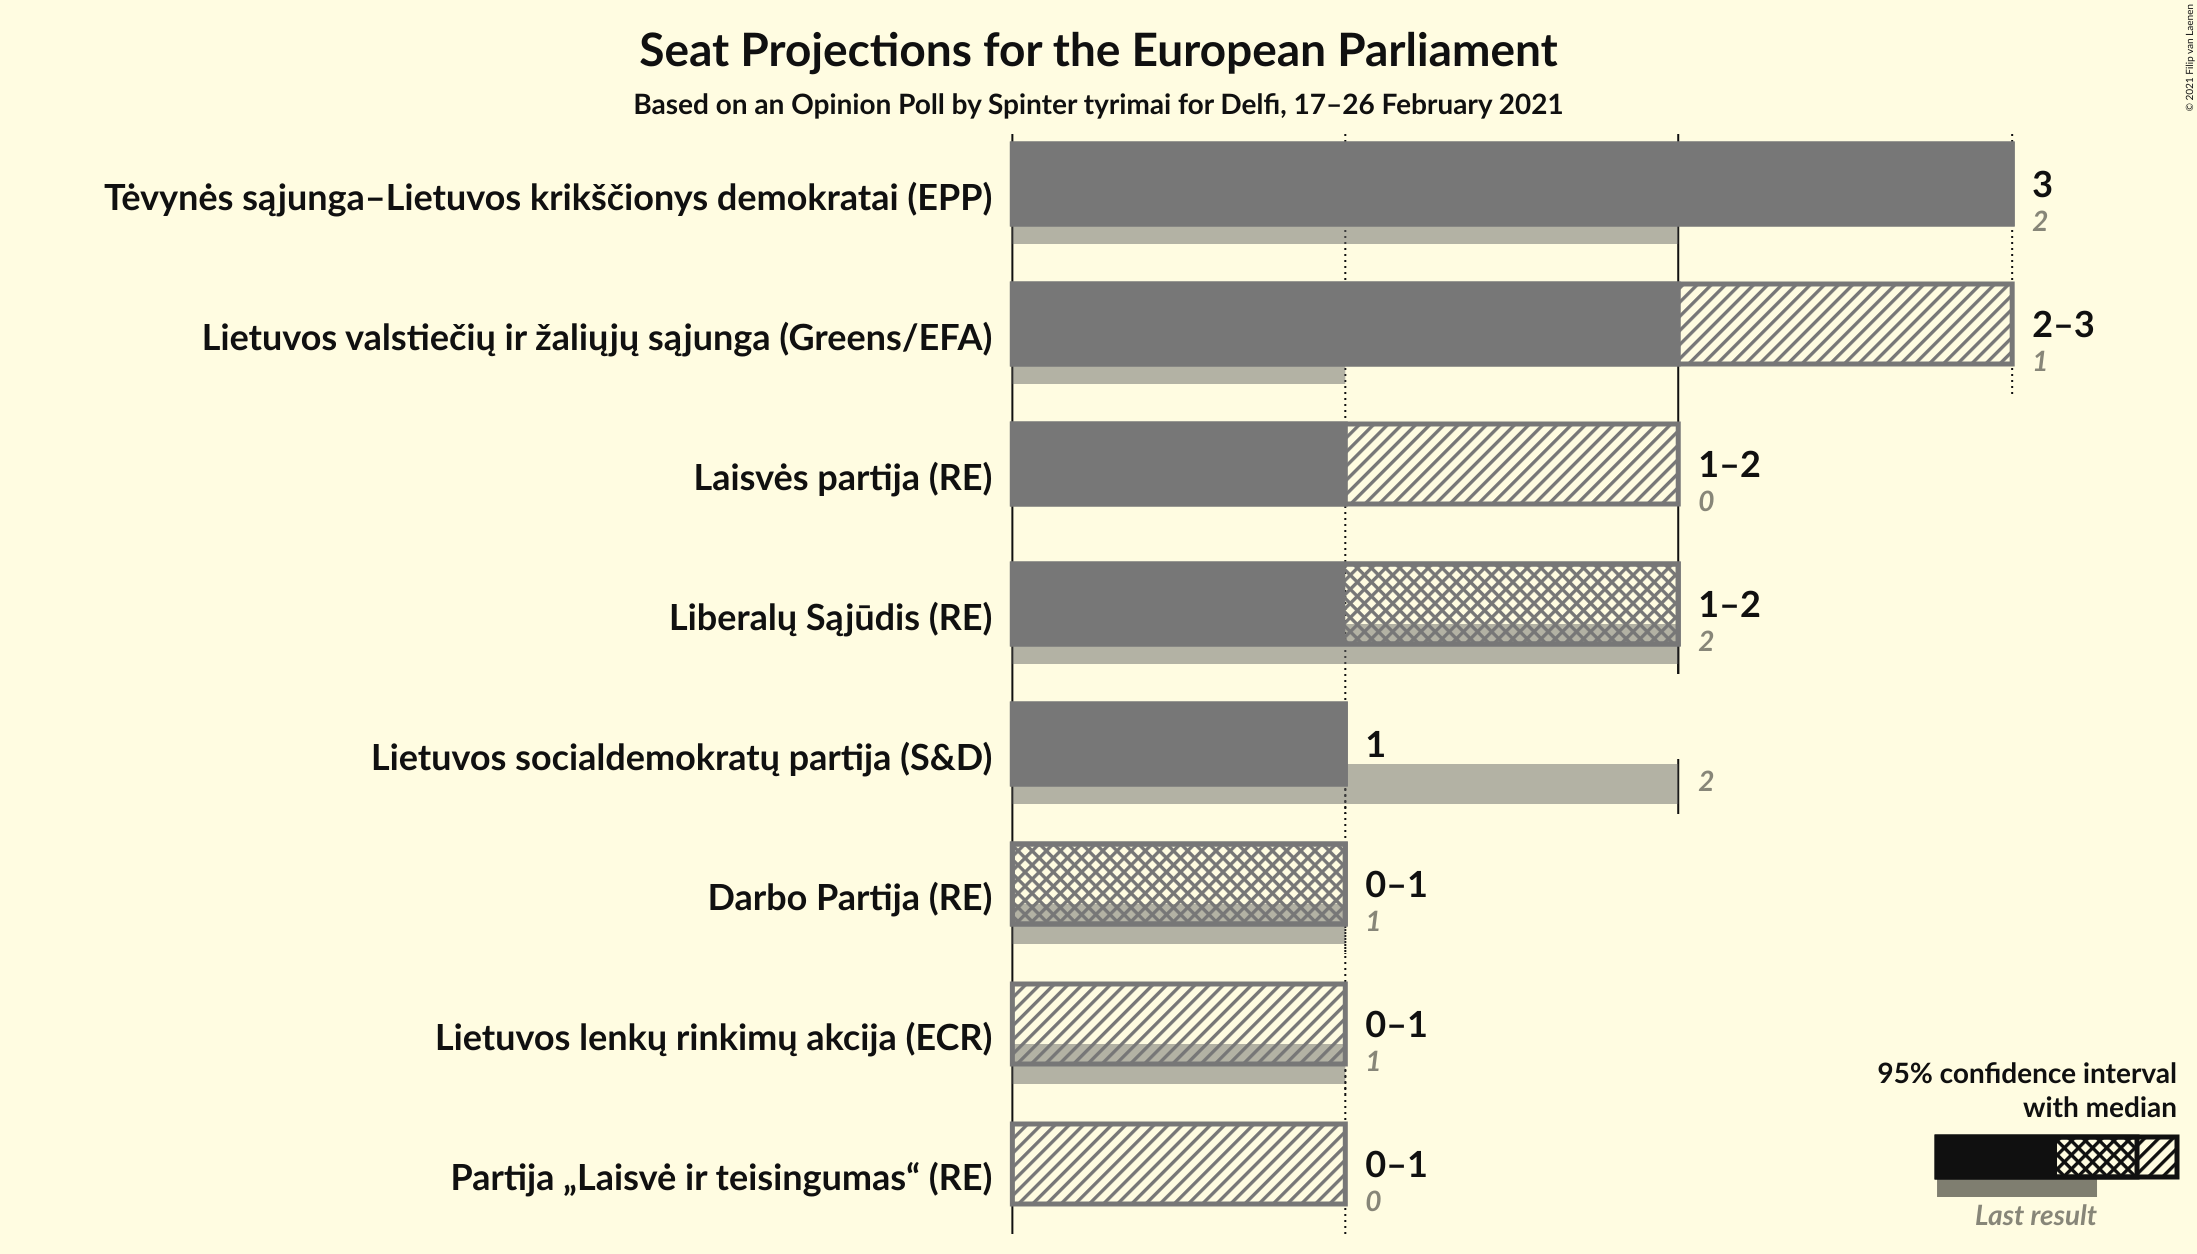 Seat Projections for the European Parliament
Based on an Opinion Poll by Spinter tyrimai for Delfi, 17–26 February 2021
© 2021 Filip van Laenen
Tėvynės sąjunga–Lietuvos krikščionys demokratai (EPP)
3
2
Lietuvos valstiečių ir žaliųjų sąjunga (Greens/EFA)
2–3
1
Laisvės partija (RE)
1–2
0
Liberalų Sąjūdis (RE)
1–2
2
Lietuvos socialdemokratų partija (S&D)
1
2
Darbo Partija (RE)
0–1
1
Lietuvos lenkų rinkimų akcija (ECR)
0–1
1
Partija „Laisvė ir teisingumas“ (RE)
0–1
0
95% confidence interval
with median
Last result